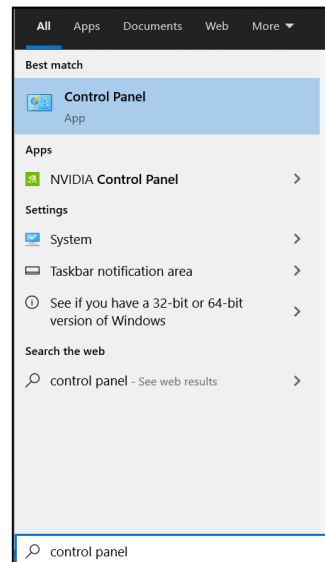 All Apps Documents Web More
Best match
Control Panel
App
Apps
NVIDIA Control Panel
Settings
System
Taskbar notification area
See if you have a 32-bit or 64-bit
version of Windows
Search the web
control panel - See web results
control panel